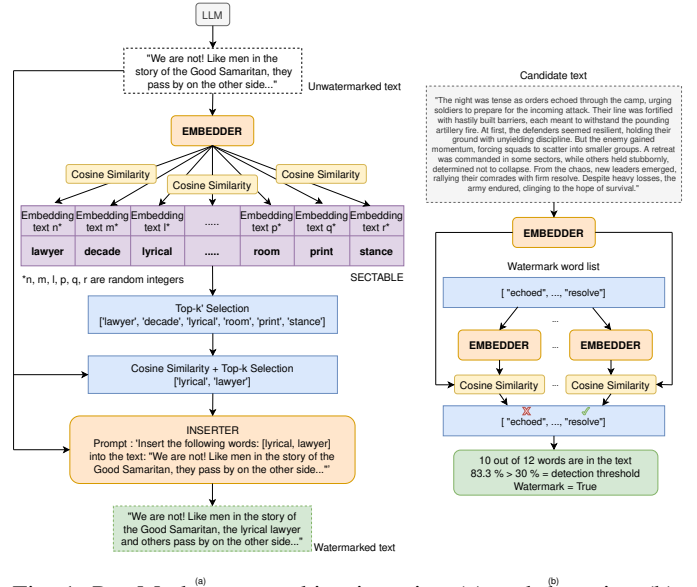 LLM
"We are not! Like men in the
story of the Good Samaritan, they
pass by on the other side..."
Unwatermarked text
EMBEDDER
Cosine Similarity
Cosine Similarity
Cosine Similarity
Embedding text n*
Embedding text m*
Embedding text l*
.....
Embedding text p*
Embedding text q*
Embedding text r*
lawyer
decade
lyrical
.....
room
print
stance
*n, m, l, p, q, r are random integers
SECTABLE
Top-k' Selection
['lawyer', 'decade', 'lyrical', 'room', 'print', 'stance']
Cosine Similarity + Top-k Selection
['lyrical', 'lawyer']
INSERTER
Prompt : 'Insert the following words: [lyrical, lawyer]
into the text: "We are not! Like men in the story of the
Good Samaritan, they pass by on the other side..."'
"We are not! Like men in the story of
the Good Samaritan, the lyrical lawyer
and others pass by on the other side..."
Watermarked text
(a)
Candidate text
"The night was tense as orders echoed through the camp, urging
soldiers to prepare for the incoming attack. Their line was fortified
with hastily built barriers, each meant to withstand the pounding
artillery fire. At first, the defenders seemed resilient, holding their
ground with unyielding discipline. But the enemy gained
momentum, forcing squads to scatter into smaller groups. A retreat
was commanded in some sectors, while others held stubbornly,
determined not to collapse. From the chaos, new leaders emerged,
rallying their comrades with firm resolve. Despite heavy losses, the
army endured, clinging to the hope of survival."
EMBEDDER
Watermark word list
[ "echoed", ..., "resolve"]
...
EMBEDDER
...
EMBEDDER
Cosine Similarity
...
Cosine Similarity
[ "echoed", ..., "resolve"]
10 out of 12 words are in the text
83.3 % > 30 % = detection threshold
Watermark = True
(b)